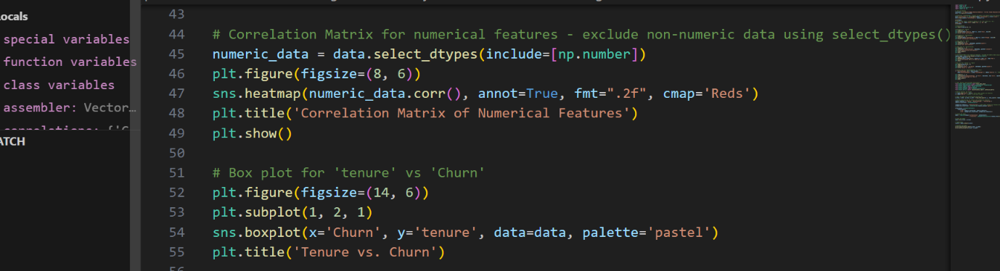 Locals
special variables
function variables
class variables
assembler: Vector...
WATCH
43
44 # Correlation Matrix for numerical features - exclude non-numeric data using select_dtypes()
45 numeric_data = data.select_dtypes(include=[np.number])
46 plt.figure(figsize=(8, 6))
47 sns.heatmap(numeric_data.corr(), annot=True, fmt=".2f", cmap='Reds')
48 plt.title('Correlation Matrix of Numerical Features')
49 plt.show()
50
51 # Box plot for 'tenure' vs 'Churn'
52 plt.figure(figsize=(14, 6))
53 plt.subplot(1, 2, 1)
54 sns.boxplot(x='Churn', y='tenure', data=data, palette='pastel')
55 plt.title('Tenure vs. Churn')